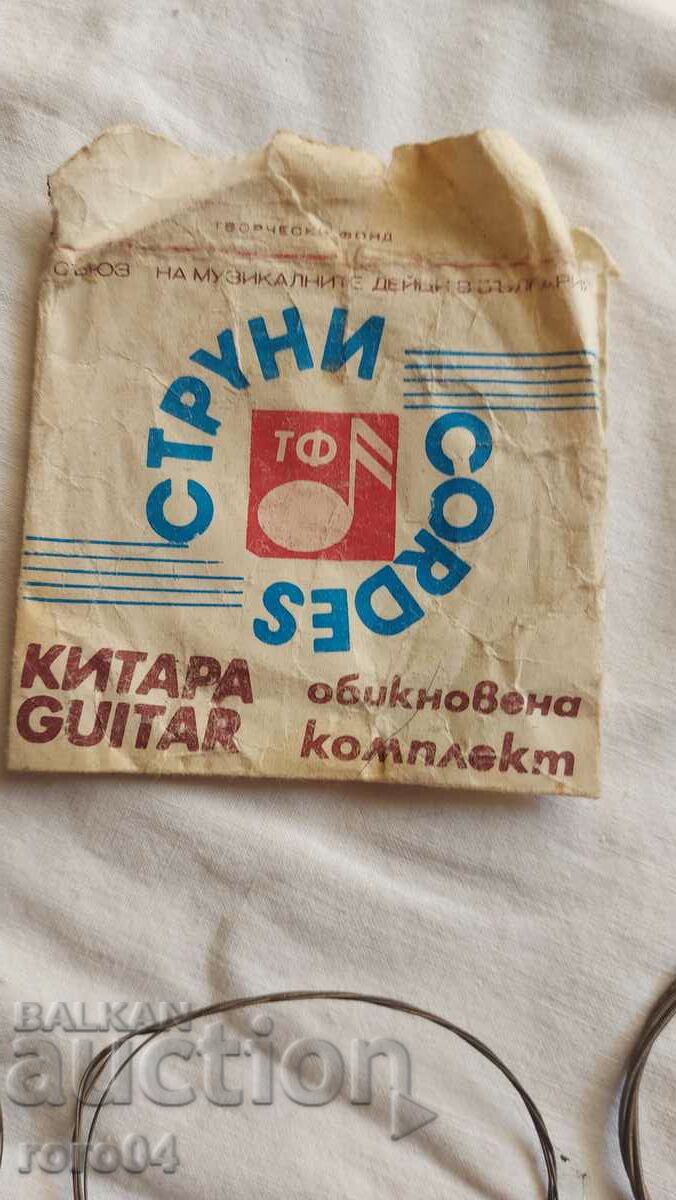 ТВОРЧЕСКИ ФОНД
СЪЮЗ НА МУЗИКАЛНИТЕ ДЕЙЦИ В БЪЛГАРИЯ
СТРУНИ
CORDES
ТФ
КИТАРА обикновена
GUITAR комплект
BALKAN
auction
roro04